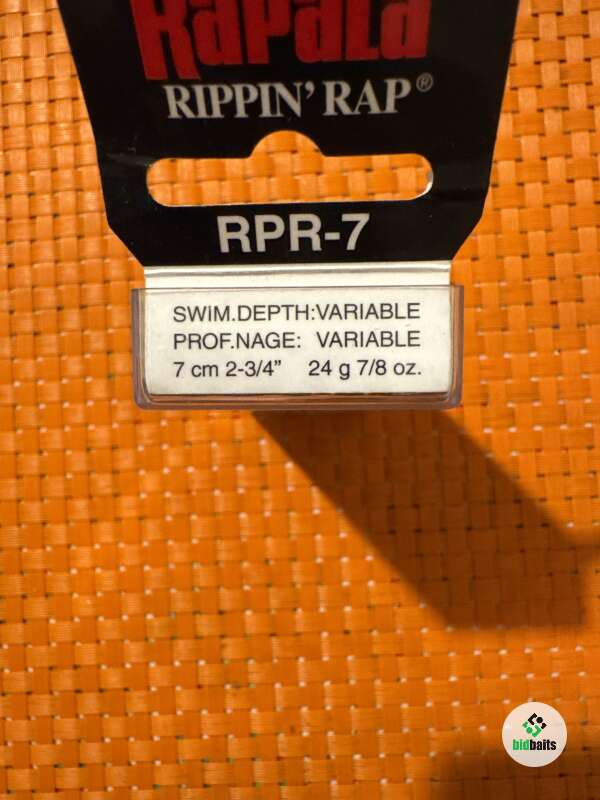 Rapala
RIPPIN' RAP®
RPR-7
SWIM.DEPTH:VARIABLE
PROF.NAGE: VARIABLE
7 cm 2-3/4" 24 g 7/8 oz.
bidbaits